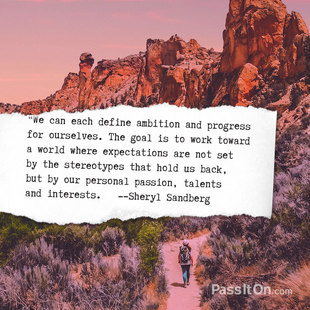 PassItOn.com
"We can each define ambition and progress
for ourselves. The goal is to work toward
a world where expectations are not set
by the stereotypes that hold us back,
but by our personal passion, talents
and interests.   --Sheryl Sandberg
PassItOn.com